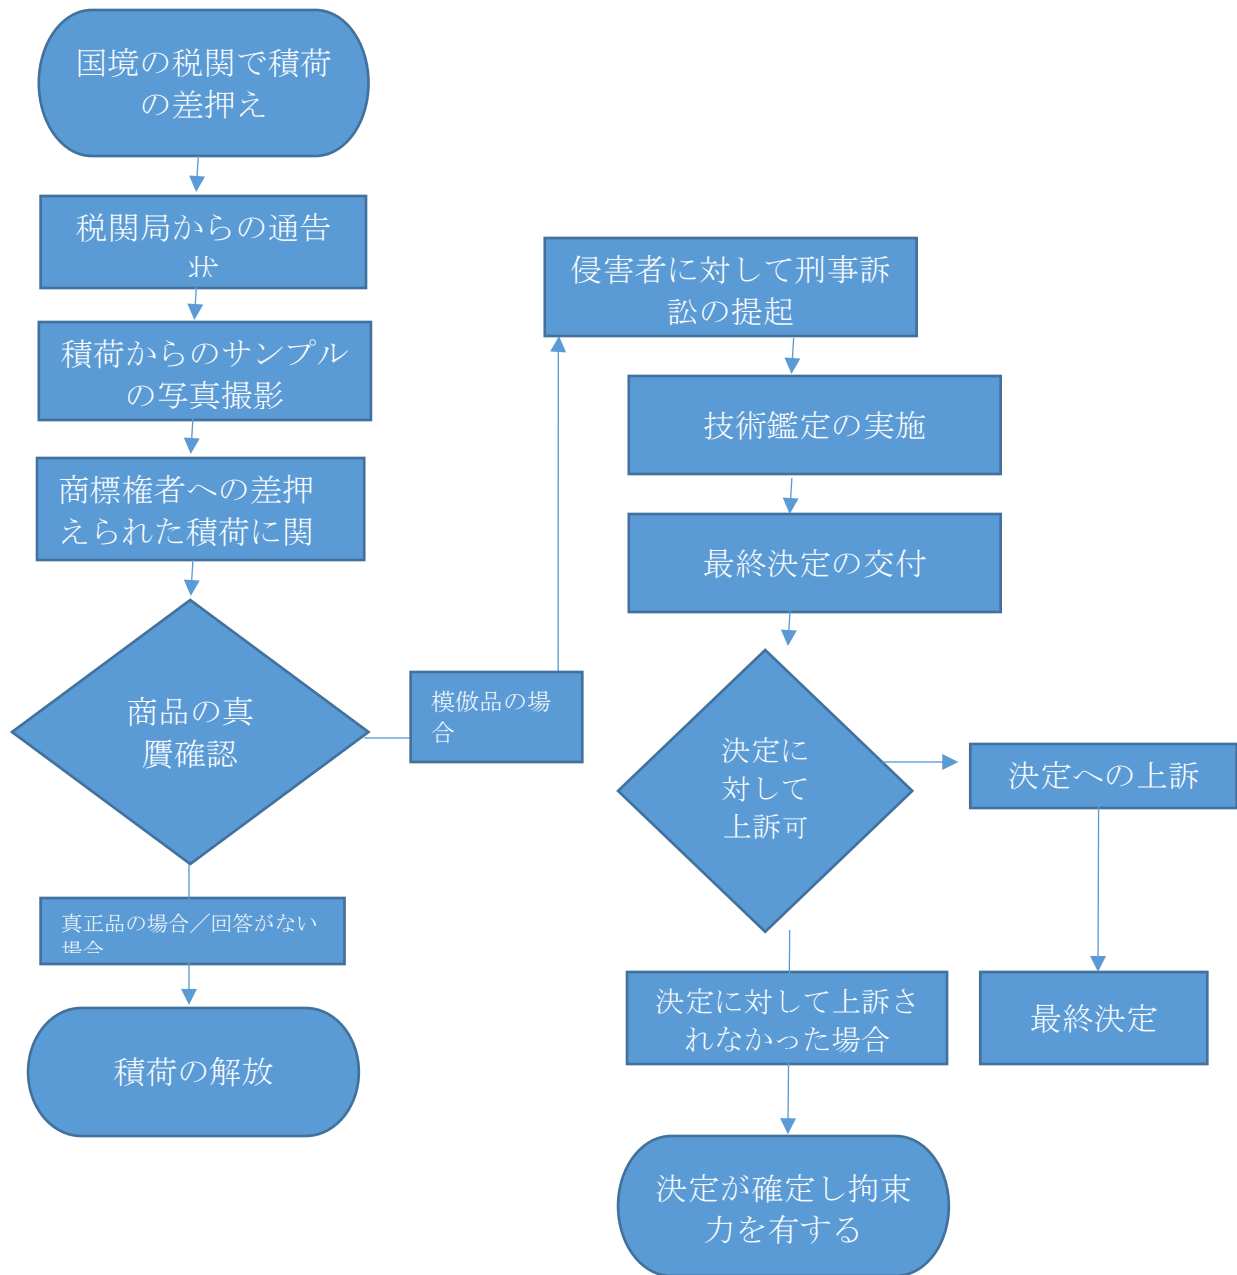 国境の税関で積荷
の差押え
税関局からの通告
状
積荷からのサンプル
の写真撮影
商標権者への差押
えられた積荷に関
商品の真
贋確認
模倣品の場
合
真正品の場合／回答がない
場合
積荷の解放
侵害者に対して刑事訴
訟の提起
技術鑑定の実施
最終決定の交付
決定に
対して
上訴可
決定への上訴
最終決定
決定に対して上訴さ
れなかった場合
決定が確定し拘束
力を有する